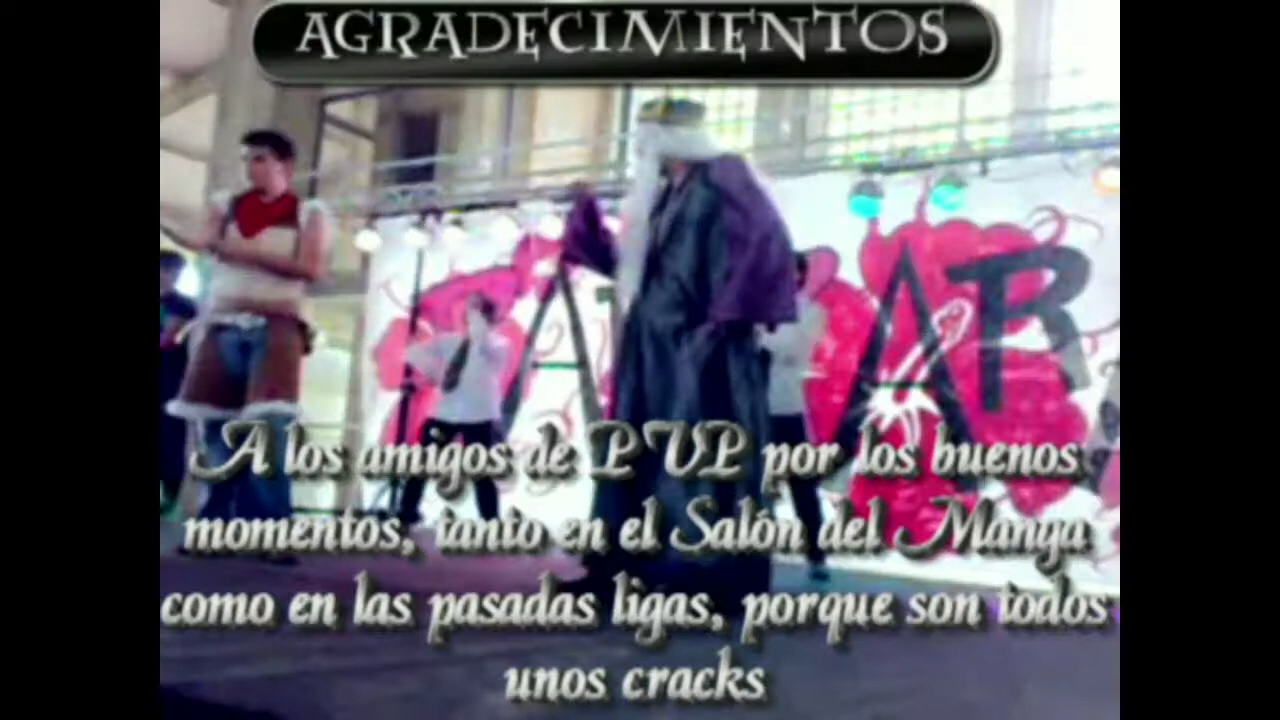 AGRADECIMIENTOS
A los amigos de PVP por los buenos
momentos, tanto en el Salón del Manga
como en las pasadas ligas, porque son todos
unos cracks